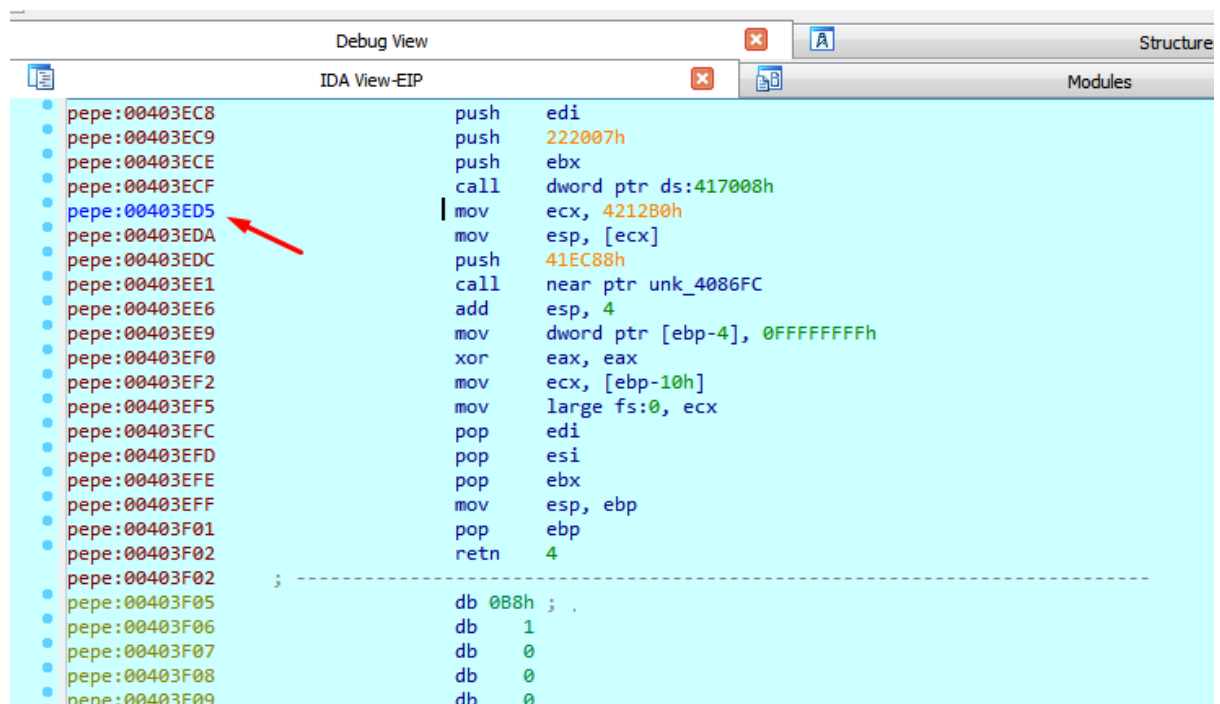 Debug View
Structure
IDA View-EIP
Modules
pepe:00403EC8 push edi
pepe:00403EC9 push 222007h
pepe:00403ECE push ebx
pepe:00403ECF call dword ptr ds:417008h
pepe:00403ED5 mov ecx, 4212B0h
pepe:00403EDA mov esp, [ecx]
pepe:00403EDC push 41EC88h
pepe:00403EE1 call near ptr unk_4086FC
pepe:00403EE6 add esp, 4
pepe:00403EE9 mov dword ptr [ebp-4], 0FFFFFFFFh
pepe:00403EF0 xor eax, eax
pepe:00403EF2 mov ecx, [ebp-10h]
pepe:00403EF5 mov large fs:0, ecx
pepe:00403EFC pop edi
pepe:00403EFD pop esi
pepe:00403EFE pop ebx
pepe:00403EFF mov esp, ebp
pepe:00403F01 pop ebp
pepe:00403F02 retn 4
pepe:00403F02 ; ---------------------------------------------------------------------------
pepe:00403F05 db 0B8h ; .
pepe:00403F06 db 1
pepe:00403F07 db 0
pepe:00403F08 db 0
pepe:00403F09 db 0